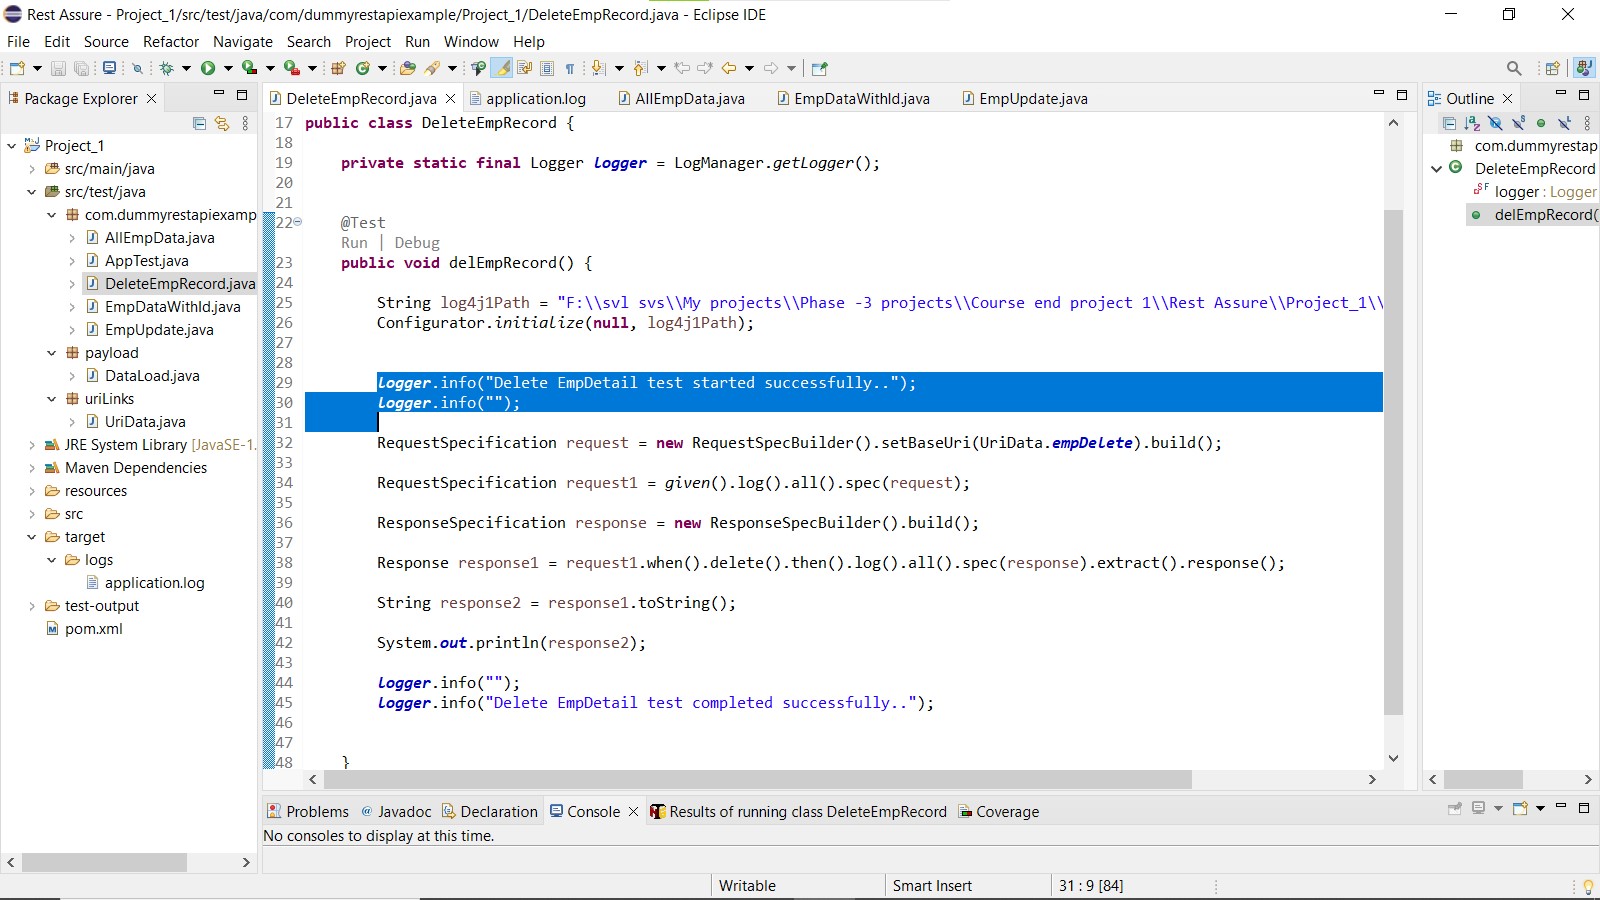 Rest Assure - Project_1/src/test/java/com/dummyrestapiexample/Project_1/DeleteEmpRecord.java - Eclipse IDE
File Edit Source Refactor Navigate Search Project Run Window Help
Package Explorer
Project_1
src/main/java
src/test/java
com.dummyrestapiexamp
AllEmpData.java
AppTest.java
DeleteEmpRecord.java
EmpDataWithId.java
EmpUpdate.java
payload
DataLoad.java
uriLinks
UriData.java
JRE System Library [JavaSE-1.
Maven Dependencies
resources
src
target
logs
application.log
test-output
pom.xml
DeleteEmpRecord.java application.log AllEmpData.java EmpDataWithId.java EmpUpdate.java
17 public class DeleteEmpRecord {
18
19 private static final Logger logger = LogManager.getLogger();
20
21
22 @Test
Run | Debug
23 public void delEmpRecord() {
24
25 String log4j1Path = "F:\\svl svs\\My projects\\Phase -3 projects\\Course end project 1\\Rest Assure\\Project_1\\
26 Configurator.initialize(null, log4j1Path);
27
28
29 logger.info("Delete EmpDetail test started successfully..");
30 logger.info("");
31
32 RequestSpecification request = new RequestSpecBuilder().setBaseUri(UriData.empDelete).build();
33
34 RequestSpecification request1 = given().log().all().spec(request);
35
36 ResponseSpecification response = new ResponseSpecBuilder().build();
37
38 Response response1 = request1.when().delete().then().log().all().spec(response).extract().response();
39
40 String response2 = response1.toString();
41
42 System.out.println(response2);
43
44 logger.info("");
45 logger.info("Delete EmpDetail test completed successfully..");
46
47
48 }
Outline
com.dummyrestap
DeleteEmpRecord
logger : Logger
delEmpRecord(
Problems Javadoc Declaration Console Results of running class DeleteEmpRecord Coverage
No consoles to display at this time.
Writable Smart Insert 31 : 9 [84]